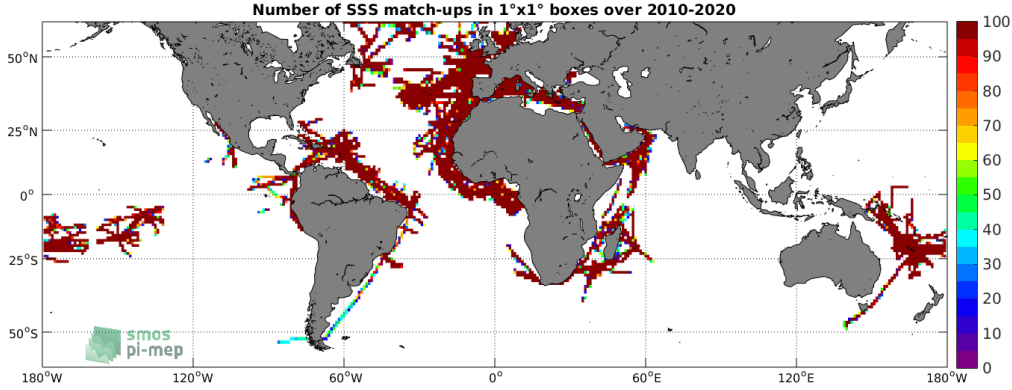 Number of SSS match-ups in 1°x1° boxes over 2010-2020
50°N
25°N
0°
25°S
50°S
180°W
120°W
60°W
0°E
60°E
120°E
180°W
100
90
80
70
60
50
40
30
20
10
0
smos
pi-mep